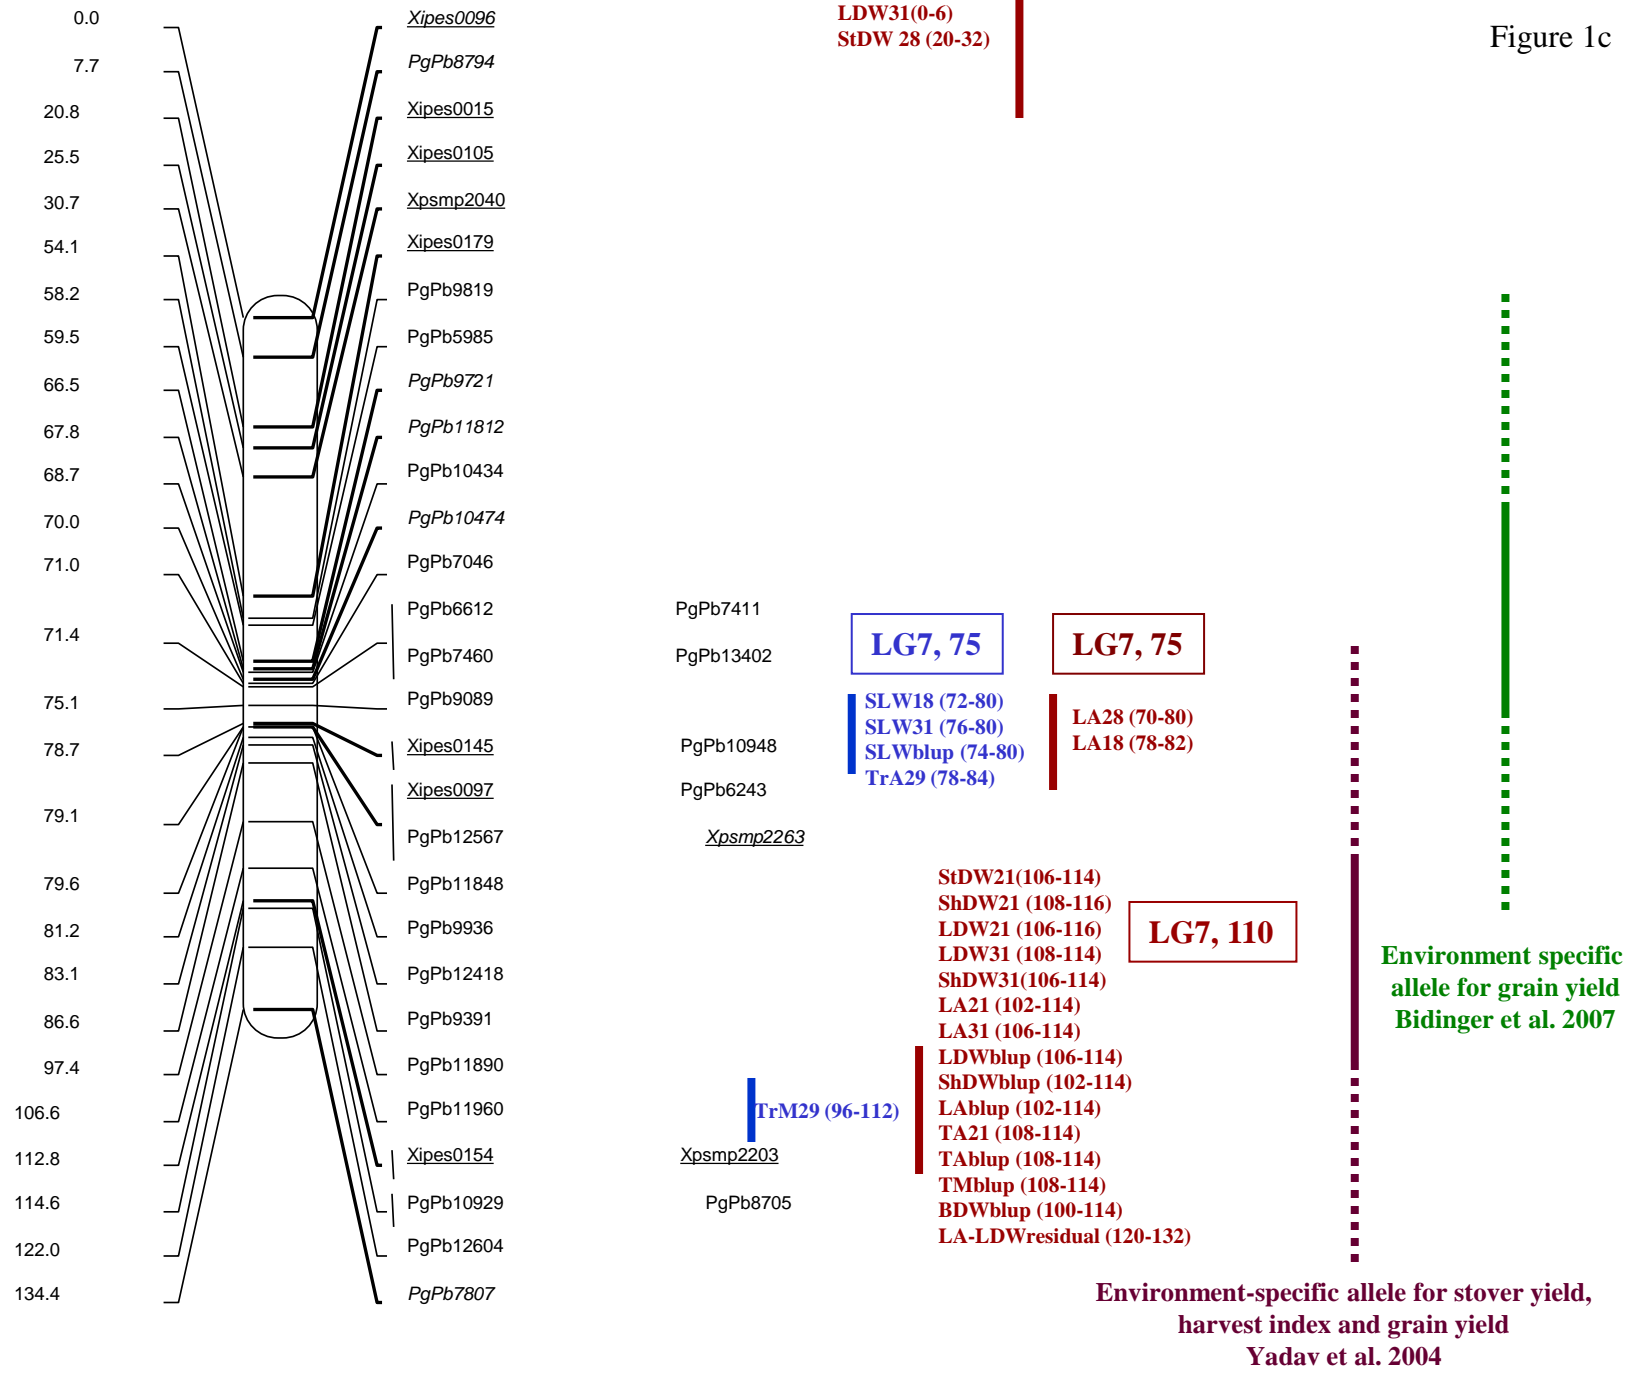 Figure 1c
0.0
7.7
20.8
25.5
30.7
54.1
58.2
59.5
66.5
67.8
68.7
70.0
71.0
71.4
75.1
78.7
79.1
79.6
81.2
83.1
86.6
97.4
106.6
112.8
114.6
122.0
134.4
Xipes0096
PgPb8794
Xipes0015
Xipes0105
Xpsmp2040
Xipes0179
PgPb9819
PgPb5985
PgPb9721
PgPb11812
PgPb10434
PgPb10474
PgPb7046
PgPb6612
PgPb7460
PgPb9089
Xipes0145
Xipes0097
PgPb12567
PgPb11848
PgPb9936
PgPb12418
PgPb9391
PgPb11890
PgPb11960
Xipes0154
PgPb10929
PgPb12604
PgPb7807
PgPb7411
PgPb13402
PgPb10948
PgPb6243
Xpsmp2263
Xpsmp2203
PgPb8705
LDW31(0-6)
StDW 28 (20-32)
LG7, 75
SLW18 (72-80)
SLW31 (76-80)
SLWblup (74-80)
TrA29 (78-84)
LG7, 75
LA28 (70-80)
LA18 (78-82)
TrM29 (96-112)
StDW21(106-114)
ShDW21 (108-116)
LDW21 (106-116)
LDW31 (108-114)
ShDW31(106-114)
LA21 (102-114)
LA31 (106-114)
LDWblup (106-114)
ShDWblup (102-114)
LAblup (102-114)
TA21 (108-114)
TAblup (108-114)
TMblup (108-114)
BDWblup (100-114)
LA-LDWresidual (120-132)
LG7, 110
Environment specific
allele for grain yield
Bidinger et al. 2007
Environment-specific allele for stover yield,
harvest index and grain yield
Yadav et al. 2004